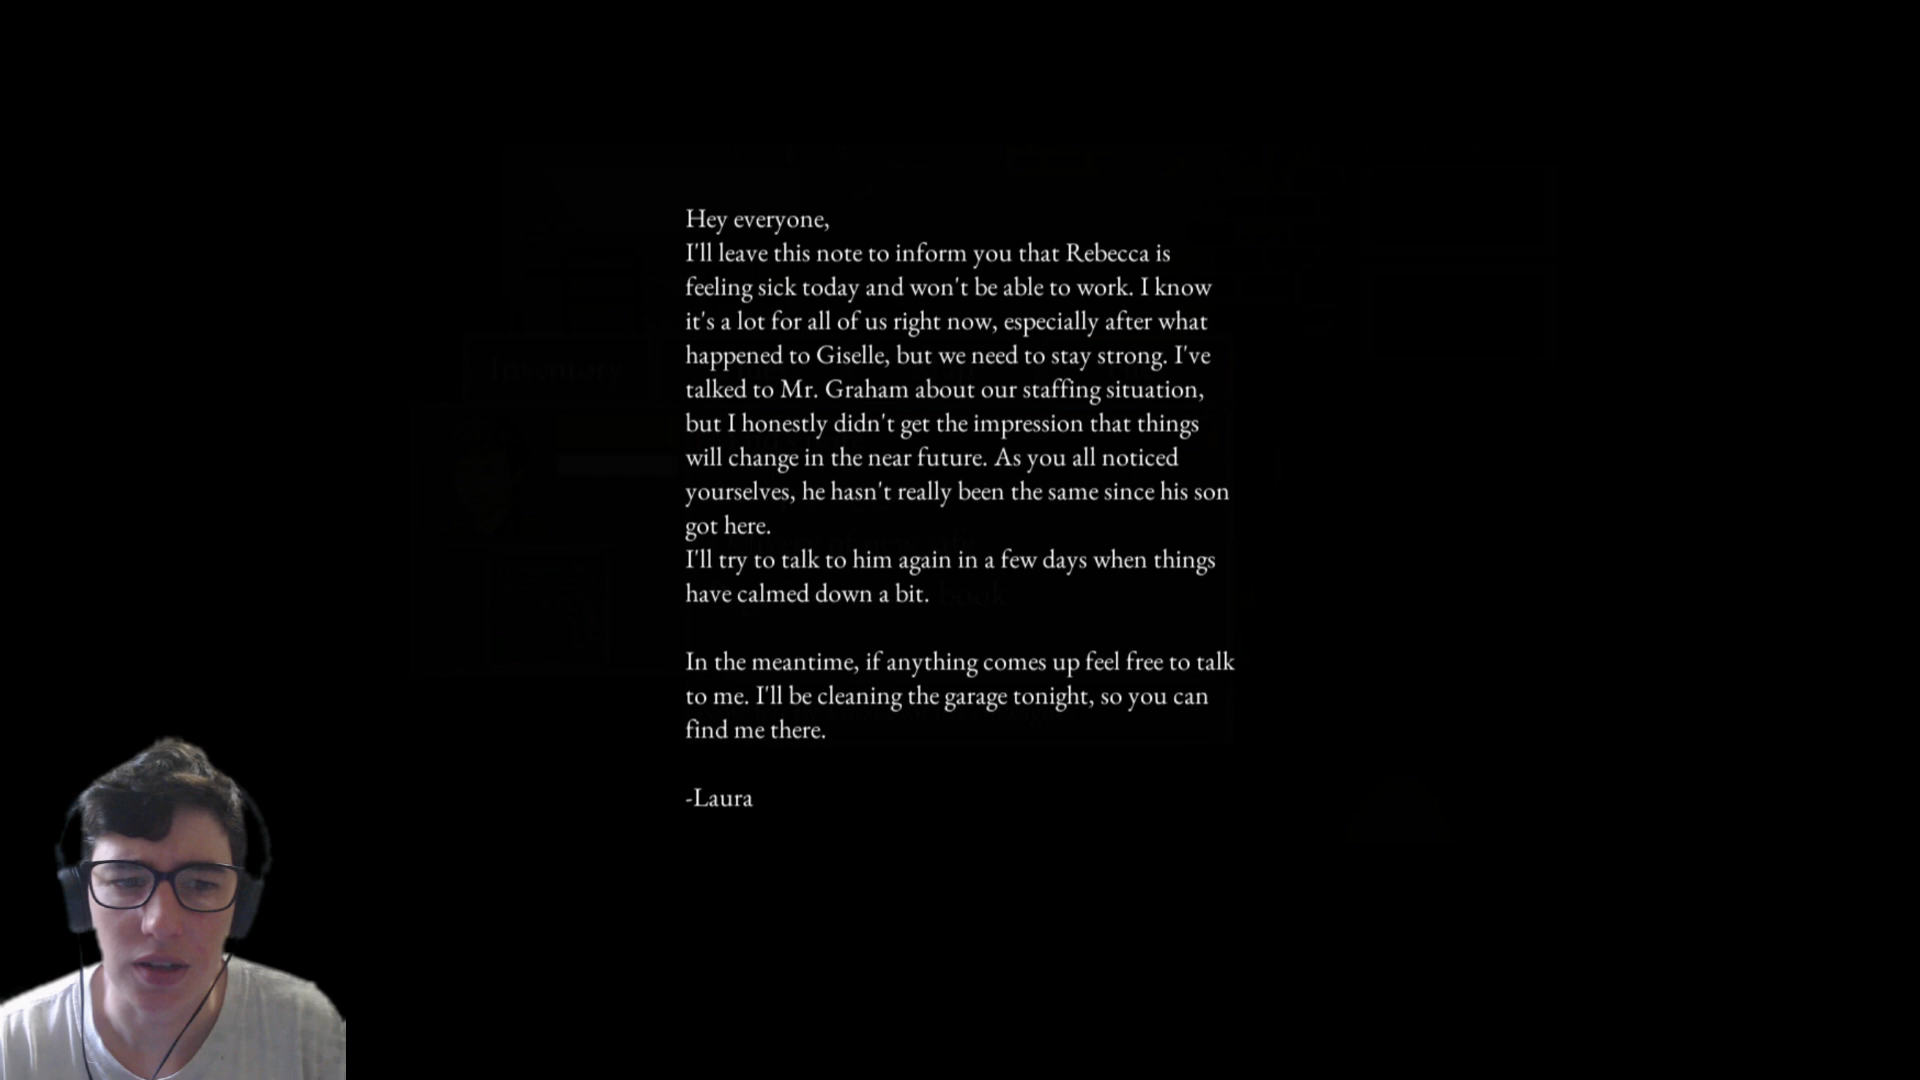 Hey everyone,
I'll leave this note to inform you that Rebecca is
feeling sick today and won't be able to work. I know
it's a lot for all of us right now, especially after what
happened to Giselle, but we need to stay strong. I've
talked to Mr. Graham about our staffing situation,
but I honestly didn't get the impression that things
will change in the near future. As you all noticed
yourselves, he hasn't really been the same since his son
got here.
I'll try to talk to him again in a few days when things
have calmed down a bit.
In the meantime, if anything comes up feel free to talk
to me. I'll be cleaning the garage tonight, so you can
find me there.
-Laura
Inventory
book